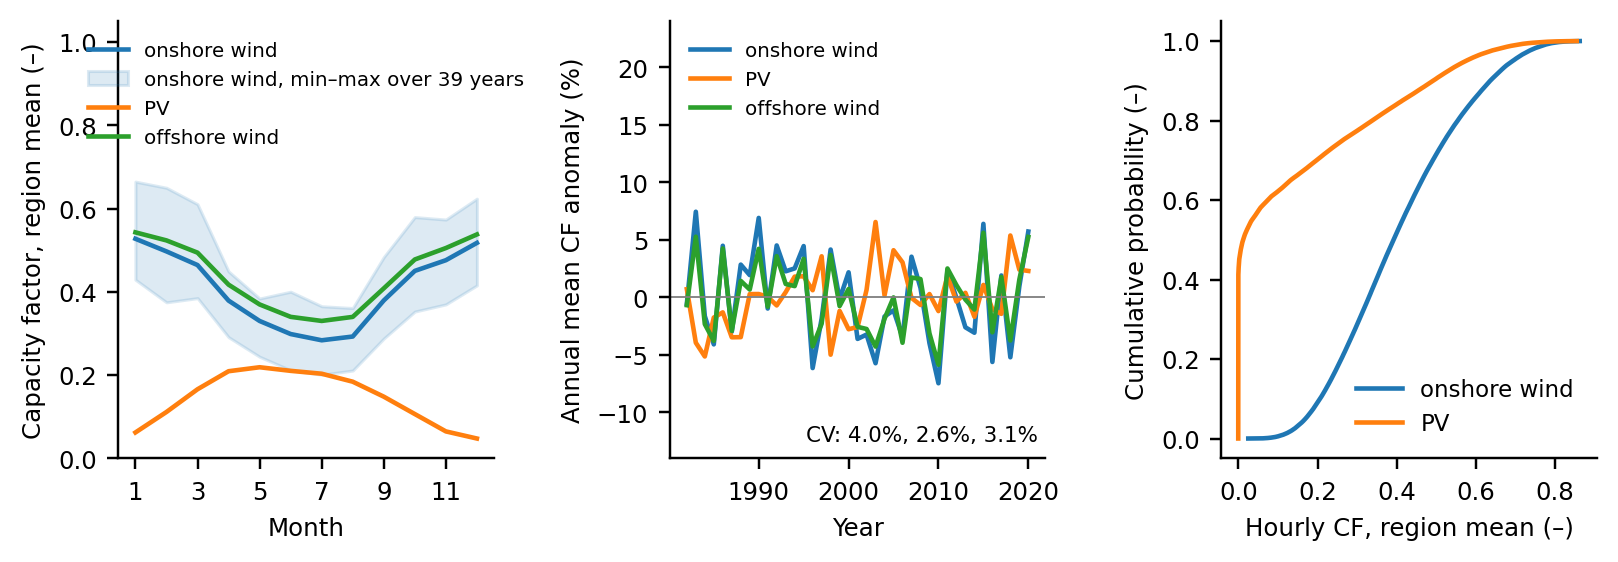 Capacity factor, region mean (–)
1.0
0.8
0.6
0.4
0.2
0.0
onshore wind
onshore wind, min–max over 39 years
PV
offshore wind
1 3 5 7 9 11
Month
Annual mean CF anomaly (%)
20
15
10
5
0
−5
−10
onshore wind
PV
offshore wind
CV: 4.0%, 2.6%, 3.1%
1990 2000 2010 2020
Year
Cumulative probability (–)
1.0
0.8
0.6
0.4
0.2
0.0
onshore wind
PV
0.0 0.2 0.4 0.6 0.8
Hourly CF, region mean (–)